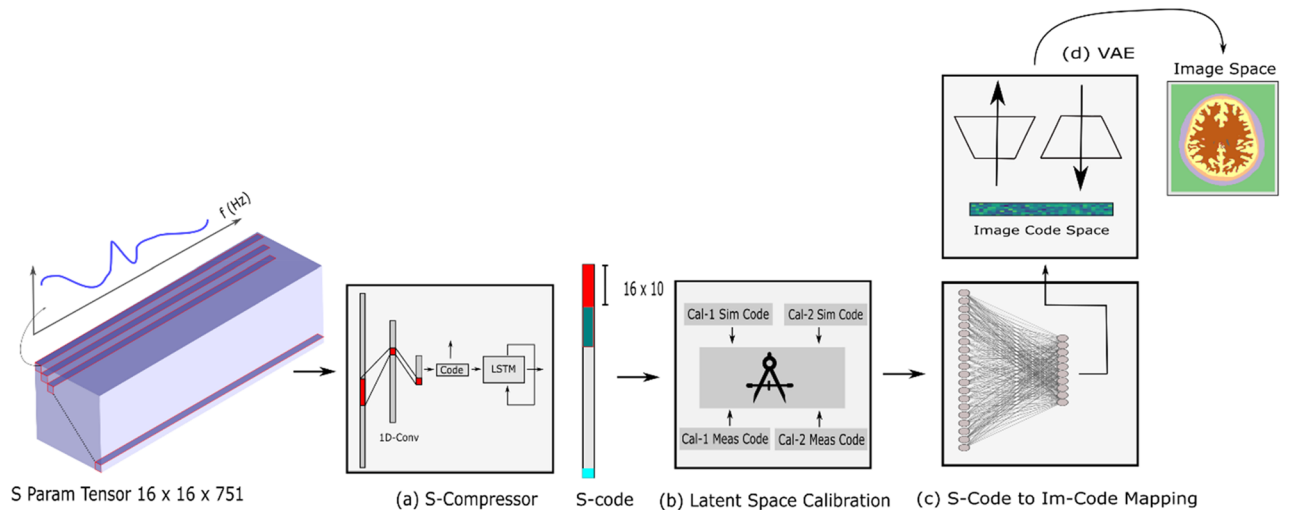 f (Hz)
S Param Tensor 16 x 16 x 751
1D-Conv
Code
LSTM
(a) S-Compressor
16 x 10
S-code
Cal-1 Sim Code
Cal-2 Sim Code
Cal-1 Meas Code
Cal-2 Meas Code
(b) Latent Space Calibration
(c) S-Code to Im-Code Mapping
(d) VAE
Image Code Space
Image Space